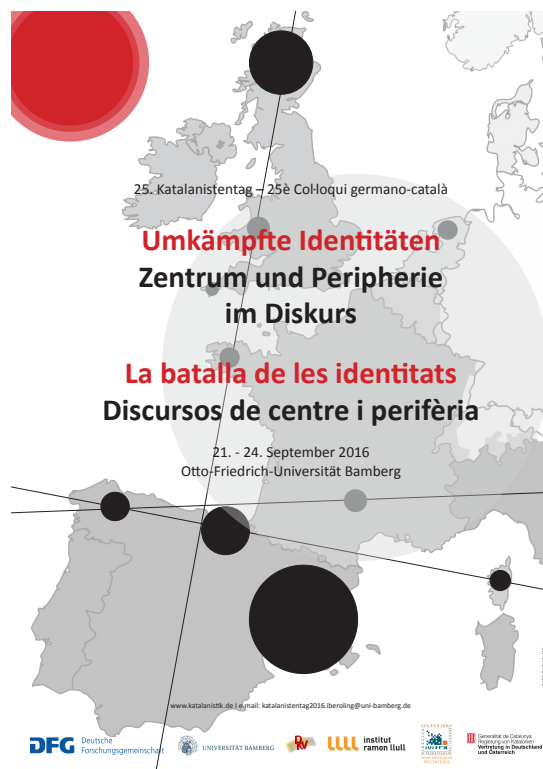 25. Katalanistentag – 25è Col·loqui germano-català
Umkämpfte Identitäten
Zentrum und Peripherie
im Diskurs
La batalla de les identitats
Discursos de centre i perifèria
21. - 24. September 2016
Otto-Friedrich-Universität Bamberg
www.katalanistik.de I e-mail: katalanistentag2016.iberoling@uni-bamberg.de
DFG Deutsche
Forschungsgemeinschaft
UNIVERSITÄT BAMBERG
institut
ramon llull
Generalitat de Catalunya
Regierung von Katalonien
Vertretung in Deutschland
und Österreich